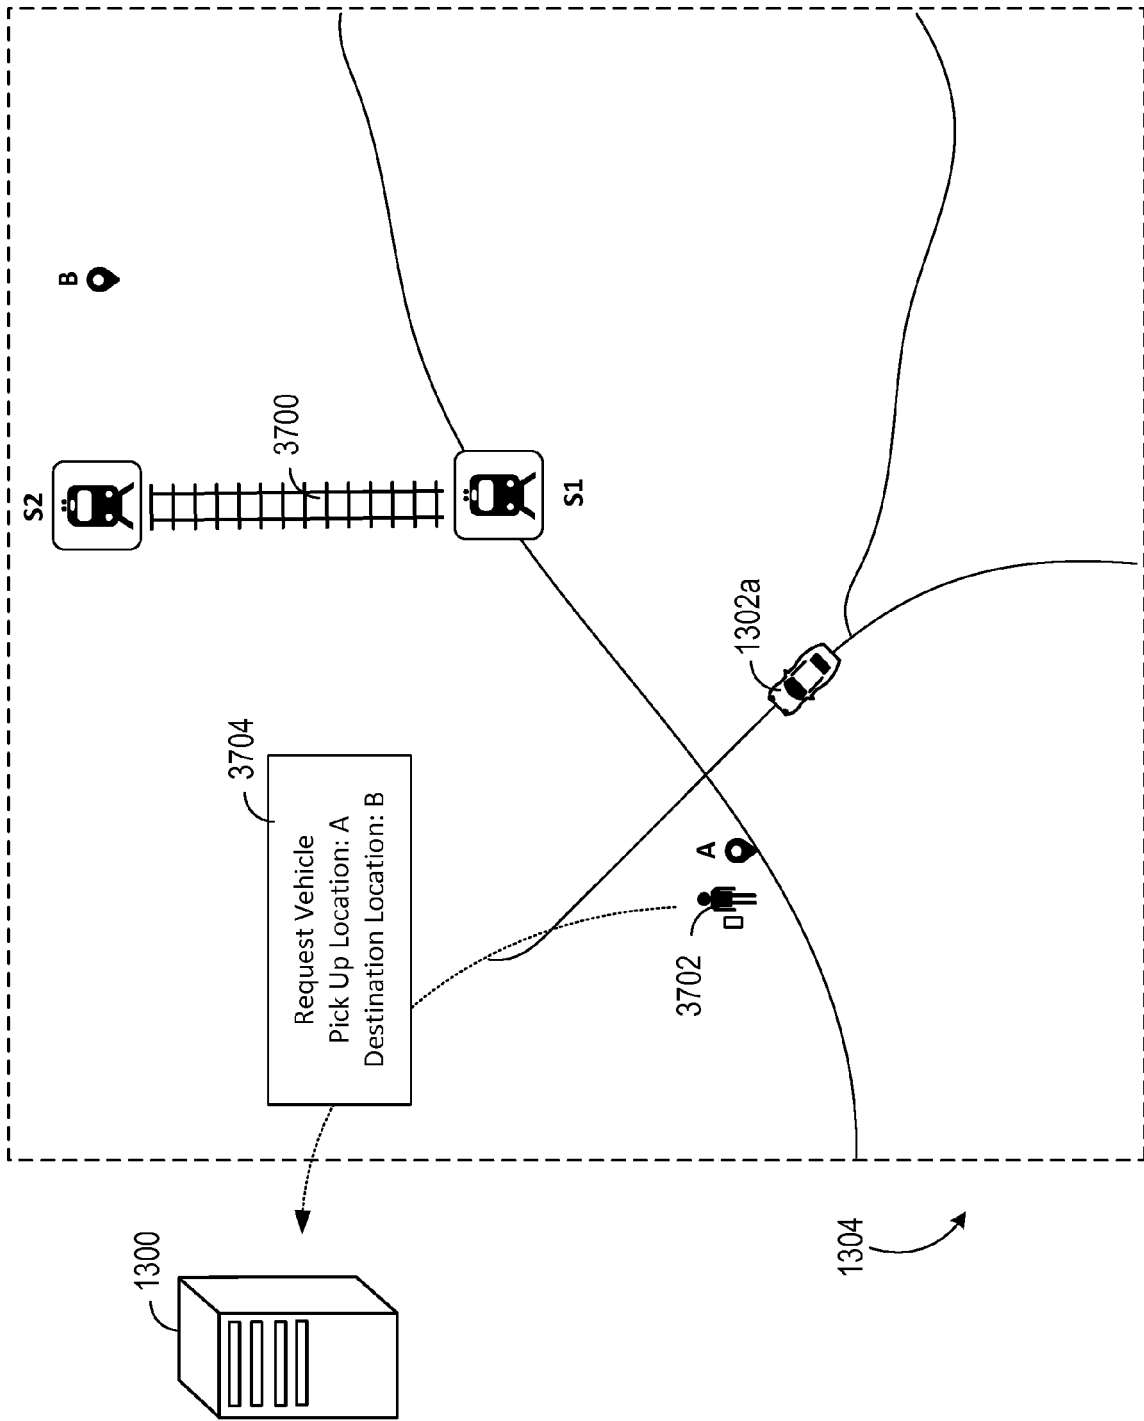 1300
3704
Request Vehicle
Pick Up Location: A
Destination Location: B
S2
B
3700
S1
3702
A
1302a
1304